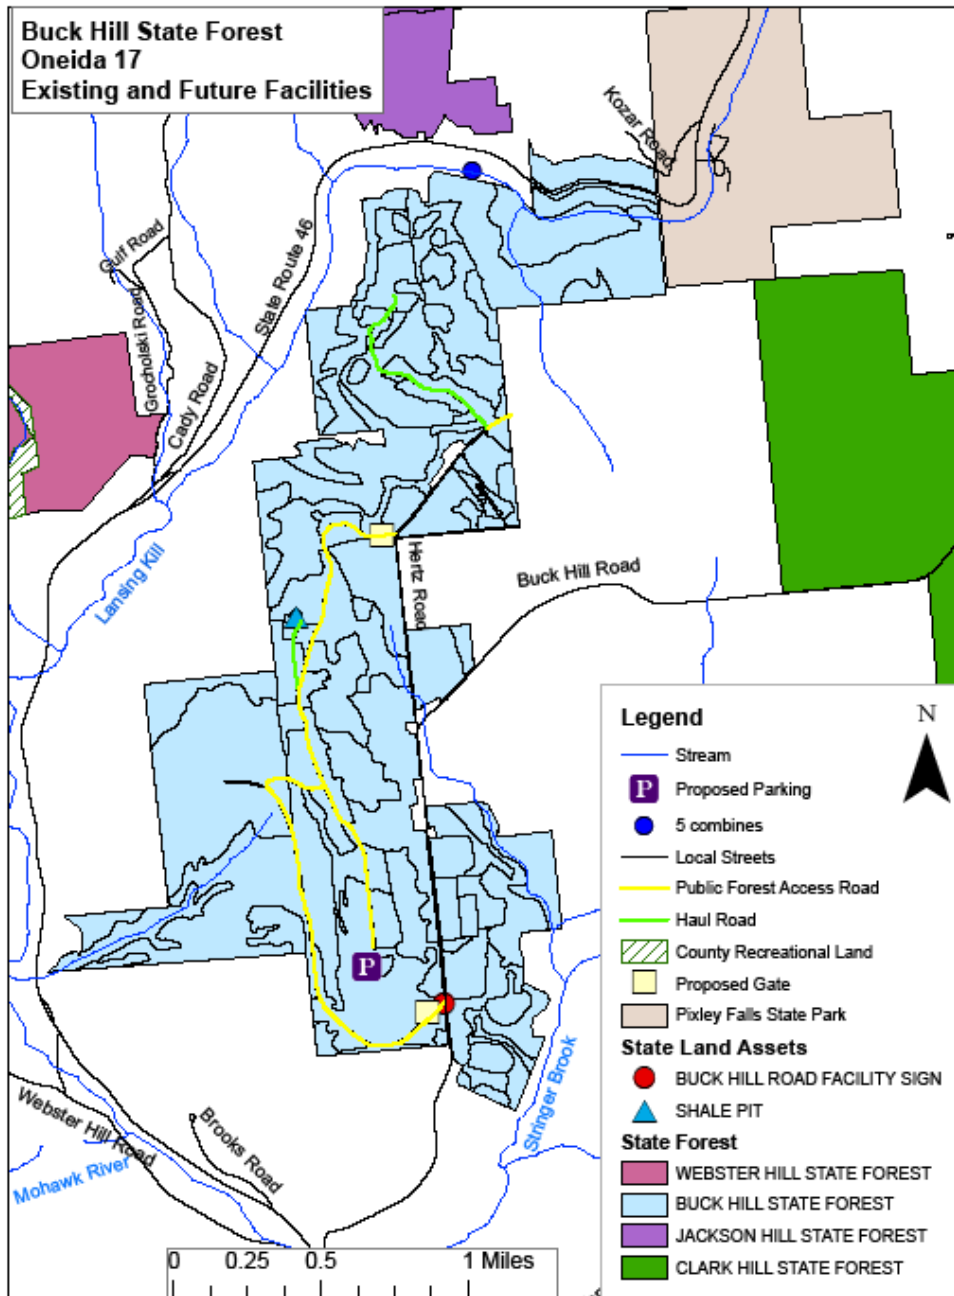 Buck Hill State Forest
Oneida 17
Existing and Future Facilities
Kozar Road
Gulf Road
State Route 46
Grocholski Road
Cady Road
Lansing Kill
Hertz Road
Buck Hill Road
Legend
N
Stream
P Proposed Parking
5 combines
Local Streets
Public Forest Access Road
Haul Road
County Recreational Land
Proposed Gate
Pixley Falls State Park
State Land Assets
BUCK HILL ROAD FACILITY SIGN
SHALE PIT
State Forest
WEBSTER HILL STATE FOREST
BUCK HILL STATE FOREST
JACKSON HILL STATE FOREST
CLARK HILL STATE FOREST
P
Stringer Brook
Webster Hill Road
Brooks Road
Mohawk River
0 0.25 0.5 1 Miles